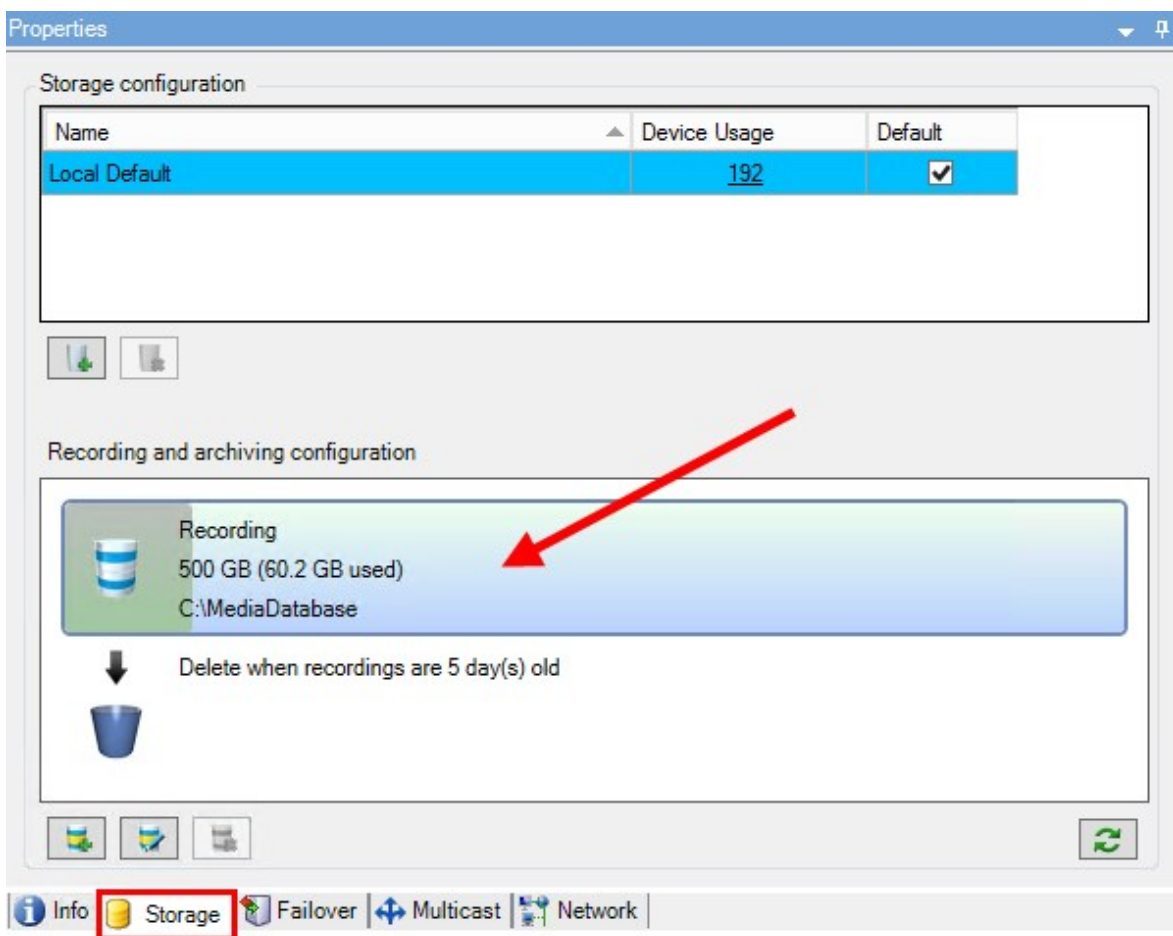 Properties
Storage configuration
Name Device Usage Default
Local Default 192
Recording and archiving configuration
Recording
500 GB (60.2 GB used)
C:\MediaDatabase
Delete when recordings are 5 day(s) old
Info Storage Failover Multicast Network